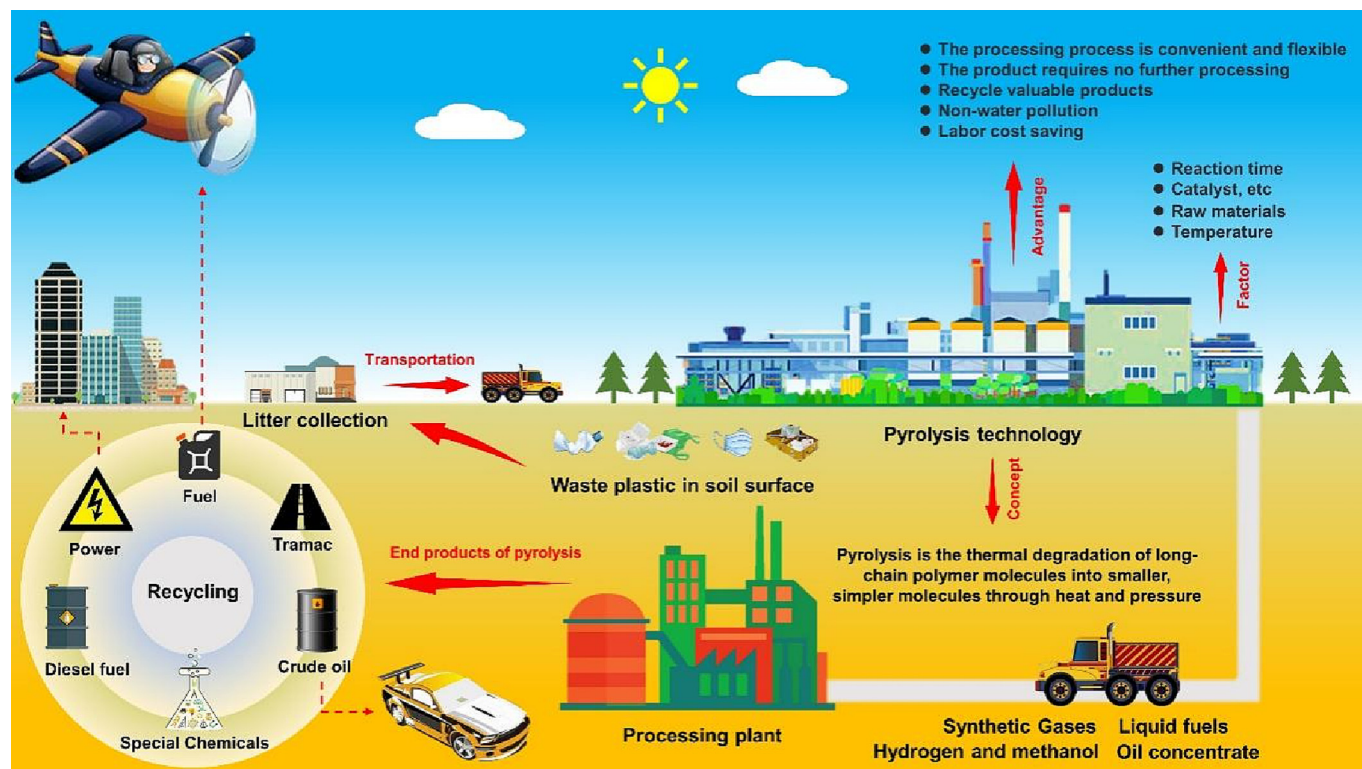 ● The processing process is convenient and flexible
● The product requires no further processing
● Recycle valuable products
● Non-water pollution
● Labor cost saving
● Reaction time
● Catalyst, etc
● Raw materials
● Temperature
Advantage
Factor
Transportation
Litter collection
Pyrolysis technology
Waste plastic in soil surface
Concept
Fuel
Power
Tramac
End products of pyrolysis
Pyrolysis is the thermal degradation of long-
chain polymer molecules into smaller,
simpler molecules through heat and pressure
Recycling
Diesel fuel
Crude oil
Special Chemicals
Processing plant
Synthetic Gases Liquid fuels
Hydrogen and methanol Oil concentrate